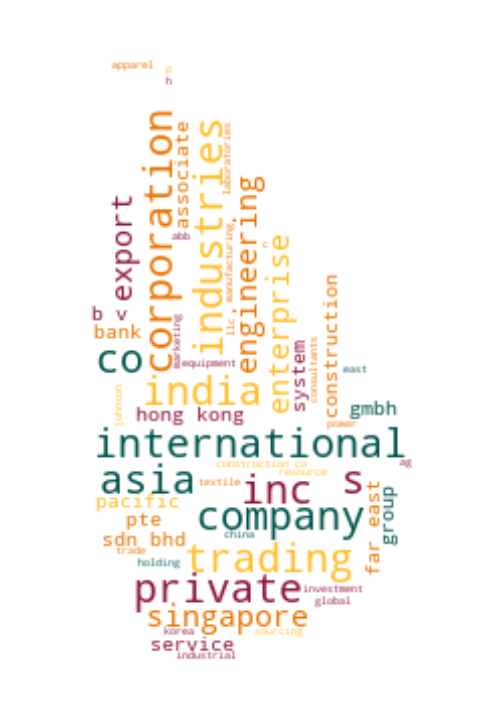 apparel
p
h
corporation
associate
industries
laboratories
export
abb
engineering
manufacturing
llc
n
enterprise
b v
bank
marketing
construction
co
equipment
system
consultants
east
india
johnson
hong kong
gmbh
power
international
ag
construction co
resource
asia
textile
inc
s
pacific
company
far east
group
pte
sdn bhd
china
trade
trading
holding
private
investment
global
singapore
korea
sourcing
service
industrial